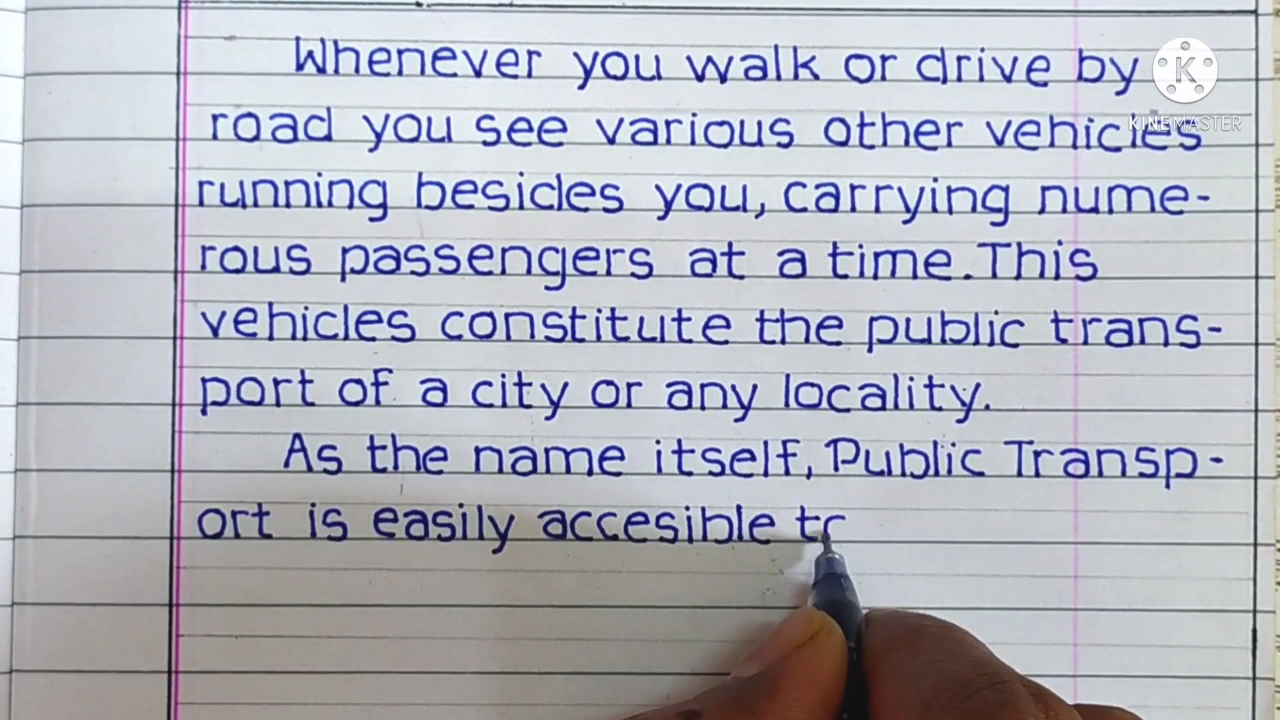 Whenever you walk or drive by
road you see various other vehicles
running besides you, carrying nume-
rous passengers at a time. This
vehicles constitute the public trans-
port of a city or any locality.
As the name itself, Public Transp-
ort is easily accesible to
K
KINEMASTER